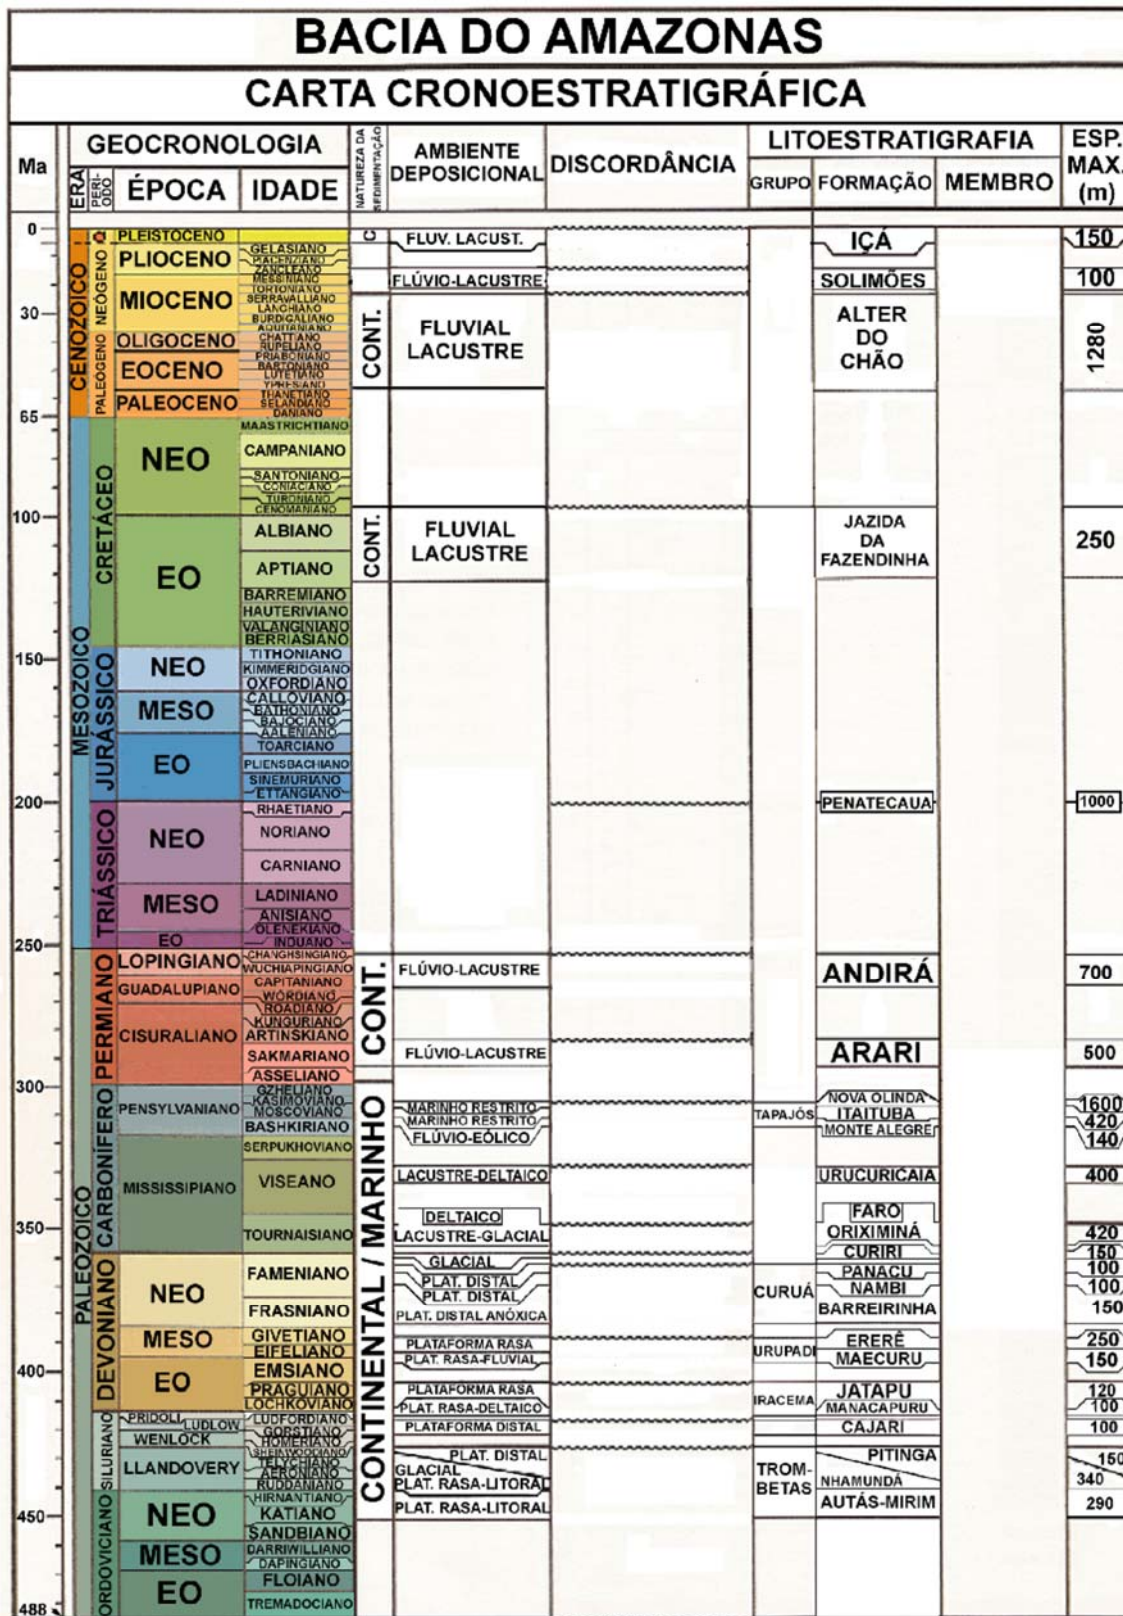 BACIA DO AMAZONAS
CARTA CRONOESTRATIGRÁFICA
Ma
GEOCRONOLOGIA
ERA
PERI-
ODO
ÉPOCA
IDADE
NATUREZA DA
SEDIMENTAÇÃO
AMBIENTE
DEPOSICIONAL
DISCORDÂNCIA
LITOESTRATIGRAFIA
GRUPO
FORMAÇÃO
MEMBRO
ESP.
MAX.
(m)
0
30
65
100
150
200
250
300
350
400
450
488
CENOZOICO
MESOZOICO
PALEOZOICO
Q
NEÓGENO
PALEÓGENO
CRETÁCEO
JURÁSSICO
TRIÁSSICO
PERMIANO
CARBONÍFERO
DEVONIANO
SILURIANO
ORDOVICIANO
PLEISTOCENO
PLIOCENO
MIOCENO
OLIGOCENO
EOCENO
PALEOCENO
NEO
EO
NEO
MESO
EO
NEO
MESO
EO
LOPINGIANO
GUADALUPIANO
CISURALIANO
PENSYLVANIANO
MISSISSIPIANO
NEO
MESO
EO
PRIDOLI
LUDLOW
WENLOCK
LLANDOVERY
NEO
MESO
EO
GELASIANO
PIACENZIANO
ZANCLEANO
MESSINIANO
TORTONIANO
SERRAVALLIANO
LANGHIANO
BURDIGALIANO
AQUITANIANO
CHATTIANO
RUPELIANO
PRIABONIANO
BARTONIANO
LUTETIANO
YPRESIANO
THANETIANO
SELANDIANO
DANIANO
MAASTRICHTIANO
CAMPANIANO
SANTONIANO
CONIACIANO
TURONIANO
CENOMANIANO
ALBIANO
APTIANO
BARREMIANO
HAUTERIVIANO
VALANGINIANO
BERRIASIANO
TITHONIANO
KIMMERIDGIANO
OXFORDIANO
CALLOVIANO
BATHONIANO
BAJOCIANO
AALENIANO
TOARCIANO
PLIENSBACHIANO
SINEMURIANO
ETTANGIANO
RHAETIANO
NORIANO
CARNIANO
LADINIANO
ANISIANO
OLENEKIANO
INDUANO
CHANGHSINGIANO
WUCHIAPINGIANO
CAPITANIANO
WORDIANO
ROADIANO
KUNGURIANO
ARTINSKIANO
SAKMARIANO
ASSELIANO
GZHELIANO
KASIMOVIANO
MOSCOVIANO
BASHKIRIANO
SERPUKHOVIANO
VISEANO
TOURNAISIANO
FAMENIANO
FRASNIANO
GIVETIANO
EIFELIANO
EMSIANO
PRAGUIANO
LOCHKOVIANO
LUDFORDIANO
GORSTIANO
HOMERIANO
SHEINWOODIANO
TELYCHIANO
AERONIANO
RUDDANIANO
HIRNANTIANO
KATIANO
SANDBIANO
DARRIWILLIANO
DAPINGIANO
FLOIANO
TREMADOCIANO
C
CONT.
CONT.
CONT.
CONTINENTAL / MARINHO
FLUV. LACUST.
FLÚVIO-LACUSTRE
FLUVIAL
LACUSTRE
FLUVIAL
LACUSTRE
FLÚVIO-LACUSTRE
FLÚVIO-LACUSTRE
MARINHO RESTRITO
MARINHO RESTRITO
FLÚVIO-EÓLICO
LACUSTRE-DELTAICO
DELTAICO
LACUSTRE-GLACIAL
GLACIAL
PLAT. DISTAL
PLAT. DISTAL
PLAT. DISTAL ANÓXICA
PLATAFORMA RASA
PLAT. RASA-FLUVIAL
PLATAFORMA RASA
PLAT. RASA-DELTAICO
PLATAFORMA DISTAL
PLAT. DISTAL
GLACIAL
PLAT. RASA-LITORAL
PLAT. RASA-LITORAL
TAPAJÓS
CURUÁ
URUPADI
IRACEMA
TROM-
BETAS
IÇÁ
SOLIMÕES
ALTER
DO
CHÃO
JAZIDA
DA
FAZENDINHA
PENATECAUA
ANDIRÁ
ARARI
NOVA OLINDA
ITAITUBA
MONTE ALEGRE
URUCURICAIA
FARO
ORIXIMINÁ
CURIRI
PANACU
NAMBI
BARREIRINHA
ERERÊ
MAECURU
JATAPU
MANACAPURU
CAJARI
PITINGA
NHAMUNDÁ
AUTÁS-MIRIM
150
100
1280
250
1000
700
500
1600
420
140
400
420
150
100
100
150
250
150
120
100
100
150
340
290